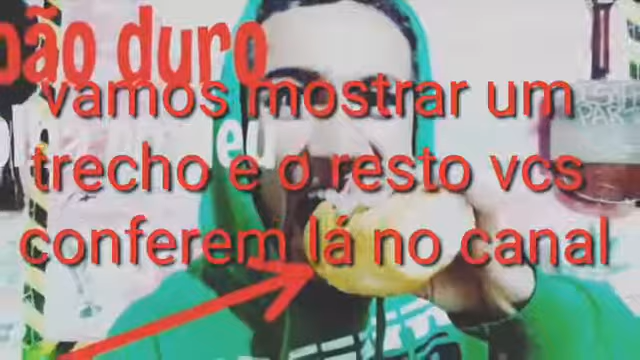 pão duro
vamos mostrar um
trecho e o resto vcs
conferem lá no canal